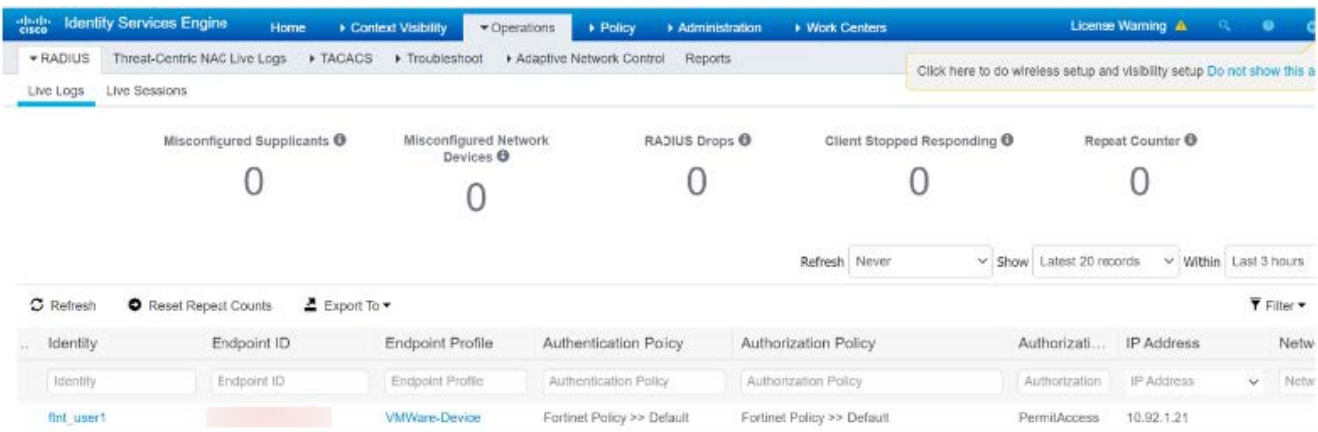 cisco Identity Services Engine Home Context Visibility Operations Policy Administration Work Centers License Warning
RADIUS Threat-Centric NAC Live Logs TACACS Troubleshoot Adaptive Network Control Reports
Click here to do wireless setup and visibility setup Do not show this a
Live Logs Live Sessions
Misconfigured Supplicants
0
Misconfigured Network
Devices
0
RADIUS Drops
0
Client Stopped Responding
0
Repeat Counter
0
Refresh Never Show Latest 20 records Within Last 3 hours
Refresh Reset Repeat Counts Export To Filter
.. Identity Endpoint ID Endpoint Profile Authentication Policy Authorization Policy Authorizati... IP Address Netw
Identity Endpoint ID Endpoint Profile Authentication Policy Authorization Policy Authorization IP Address Netw
VMWare-Device Fortinet Policy >> Default Fortinet Policy >> Default PermitAccess 10.92.1.21